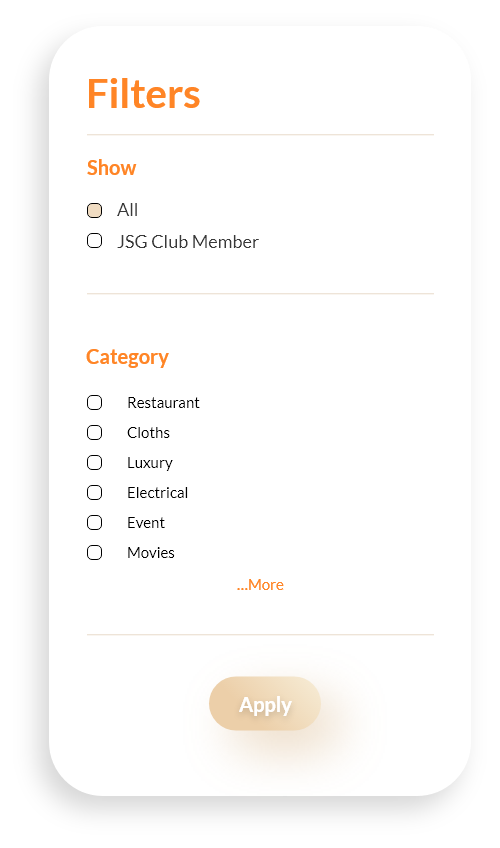 Filters
Show
All
JSG Club Member
Category
Restaurant
Cloths
Luxury
Electrical
Event
Movies
...More
Apply